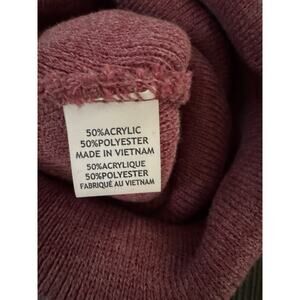 50%ACRYLIC
50%POLYESTER
MADE IN VIETNAM
50%ACRYLIQUE
50%POLYESTER
FABRIQUÉ AU VIETNAM